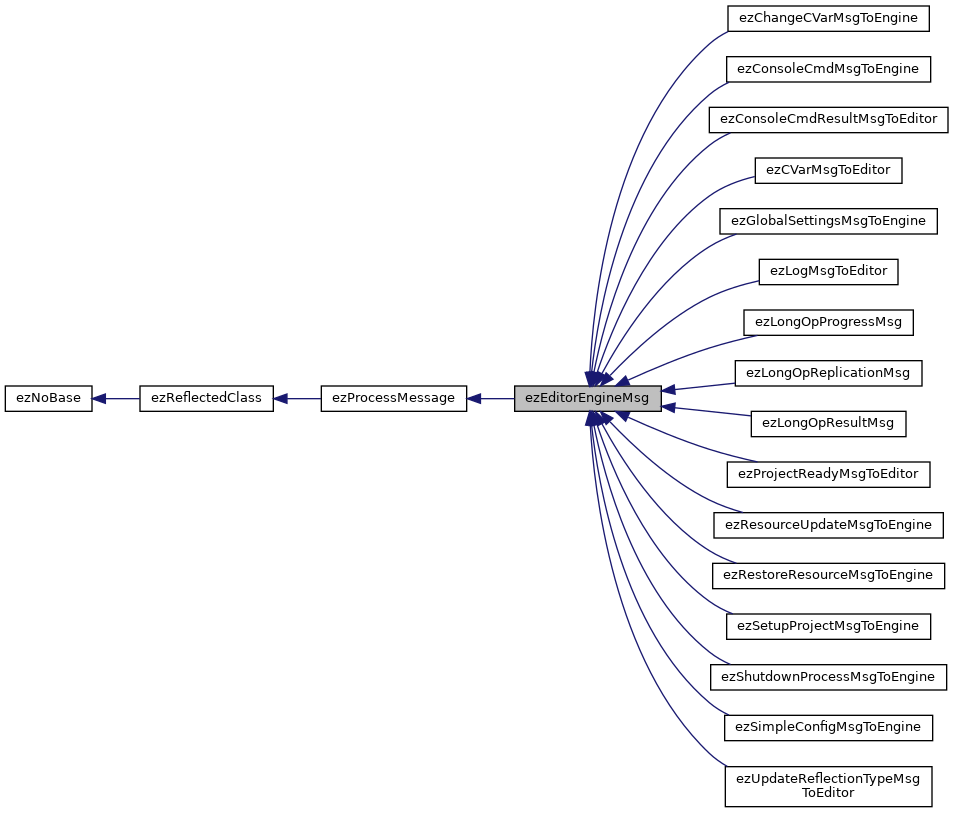 ezChangeCVarMsgToEngine
ezConsoleCmdMsgToEngine
ezConsoleCmdResultMsgToEditor
ezCVarMsgToEditor
ezGlobalSettingsMsgToEngine
ezLogMsgToEditor
ezLongOpProgressMsg
ezLongOpReplicationMsg
ezNoBase
ezReflectedClass
ezProcessMessage
ezEditorEngineMsg
ezLongOpResultMsg
ezProjectReadyMsgToEditor
ezResourceUpdateMsgToEngine
ezRestoreResourceMsgToEngine
ezSetupProjectMsgToEngine
ezShutdownProcessMsgToEngine
ezSimpleConfigMsgToEngine
ezUpdateReflectionTypeMsg
ToEditor